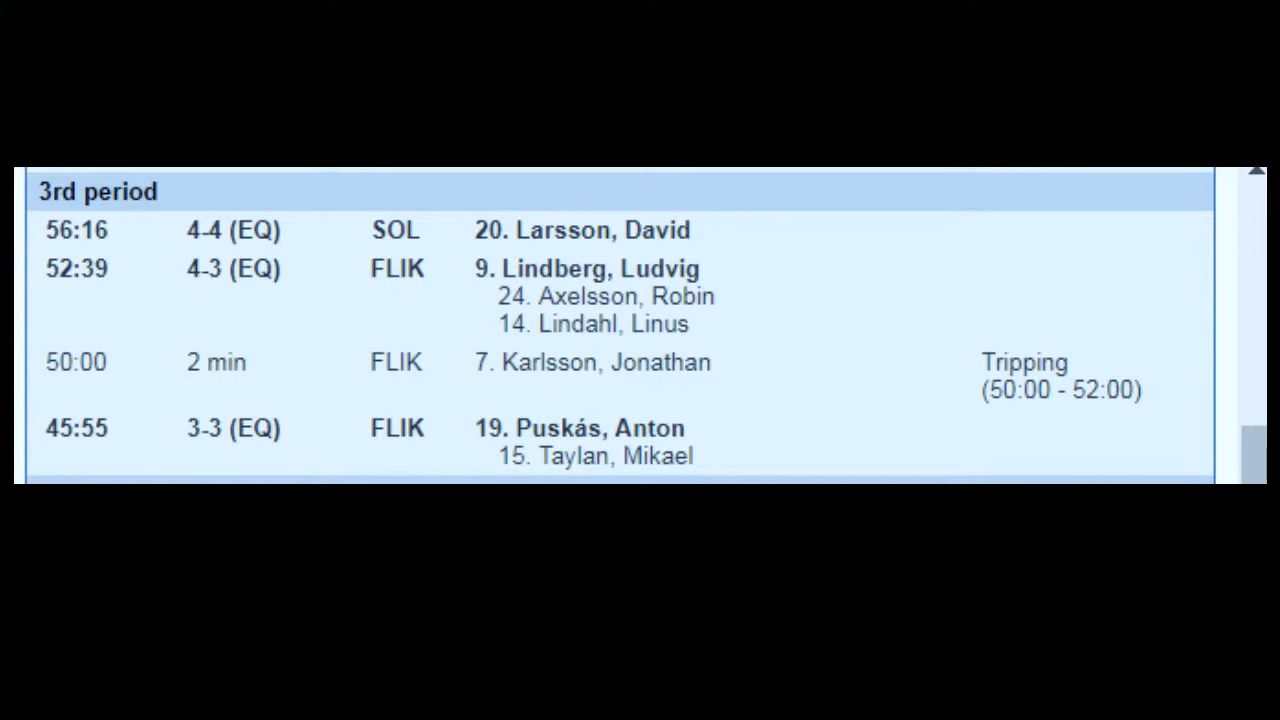 3rd period
56:16 4-4 (EQ) SOL 20. Larsson, David
52:39 4-3 (EQ) FLIK 9. Lindberg, Ludvig
24. Axelsson, Robin
14. Lindahl, Linus
50:00 2 min FLIK 7. Karlsson, Jonathan Tripping
(50:00 - 52:00)
45:55 3-3 (EQ) FLIK 19. Puskás, Anton
15. Taylan, Mikael